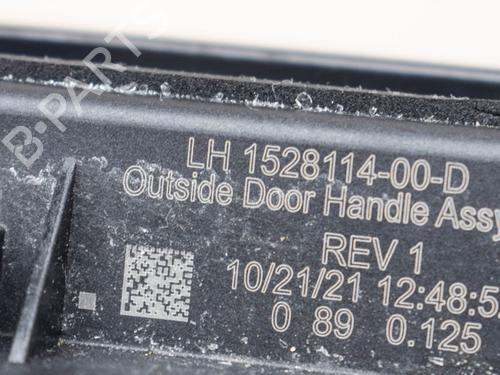 B-PARTS
LH 1528114-00-D
Outside Door Handle Assy
REV 1
10/21/21 12:48:5
0 89 0.125